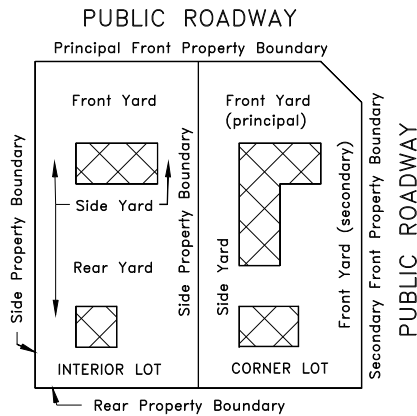 PUBLIC ROADWAY
Principal Front Property Boundary
Front Yard
Front Yard
(principal)
Side Property Boundary
Side Yard
Side Property Boundary
Rear Yard
Side Yard
Front Yard (secondary)
Secondary Front Property Boundary
PUBLIC ROADWAY
INTERIOR LOT
CORNER LOT
Rear Property Boundary